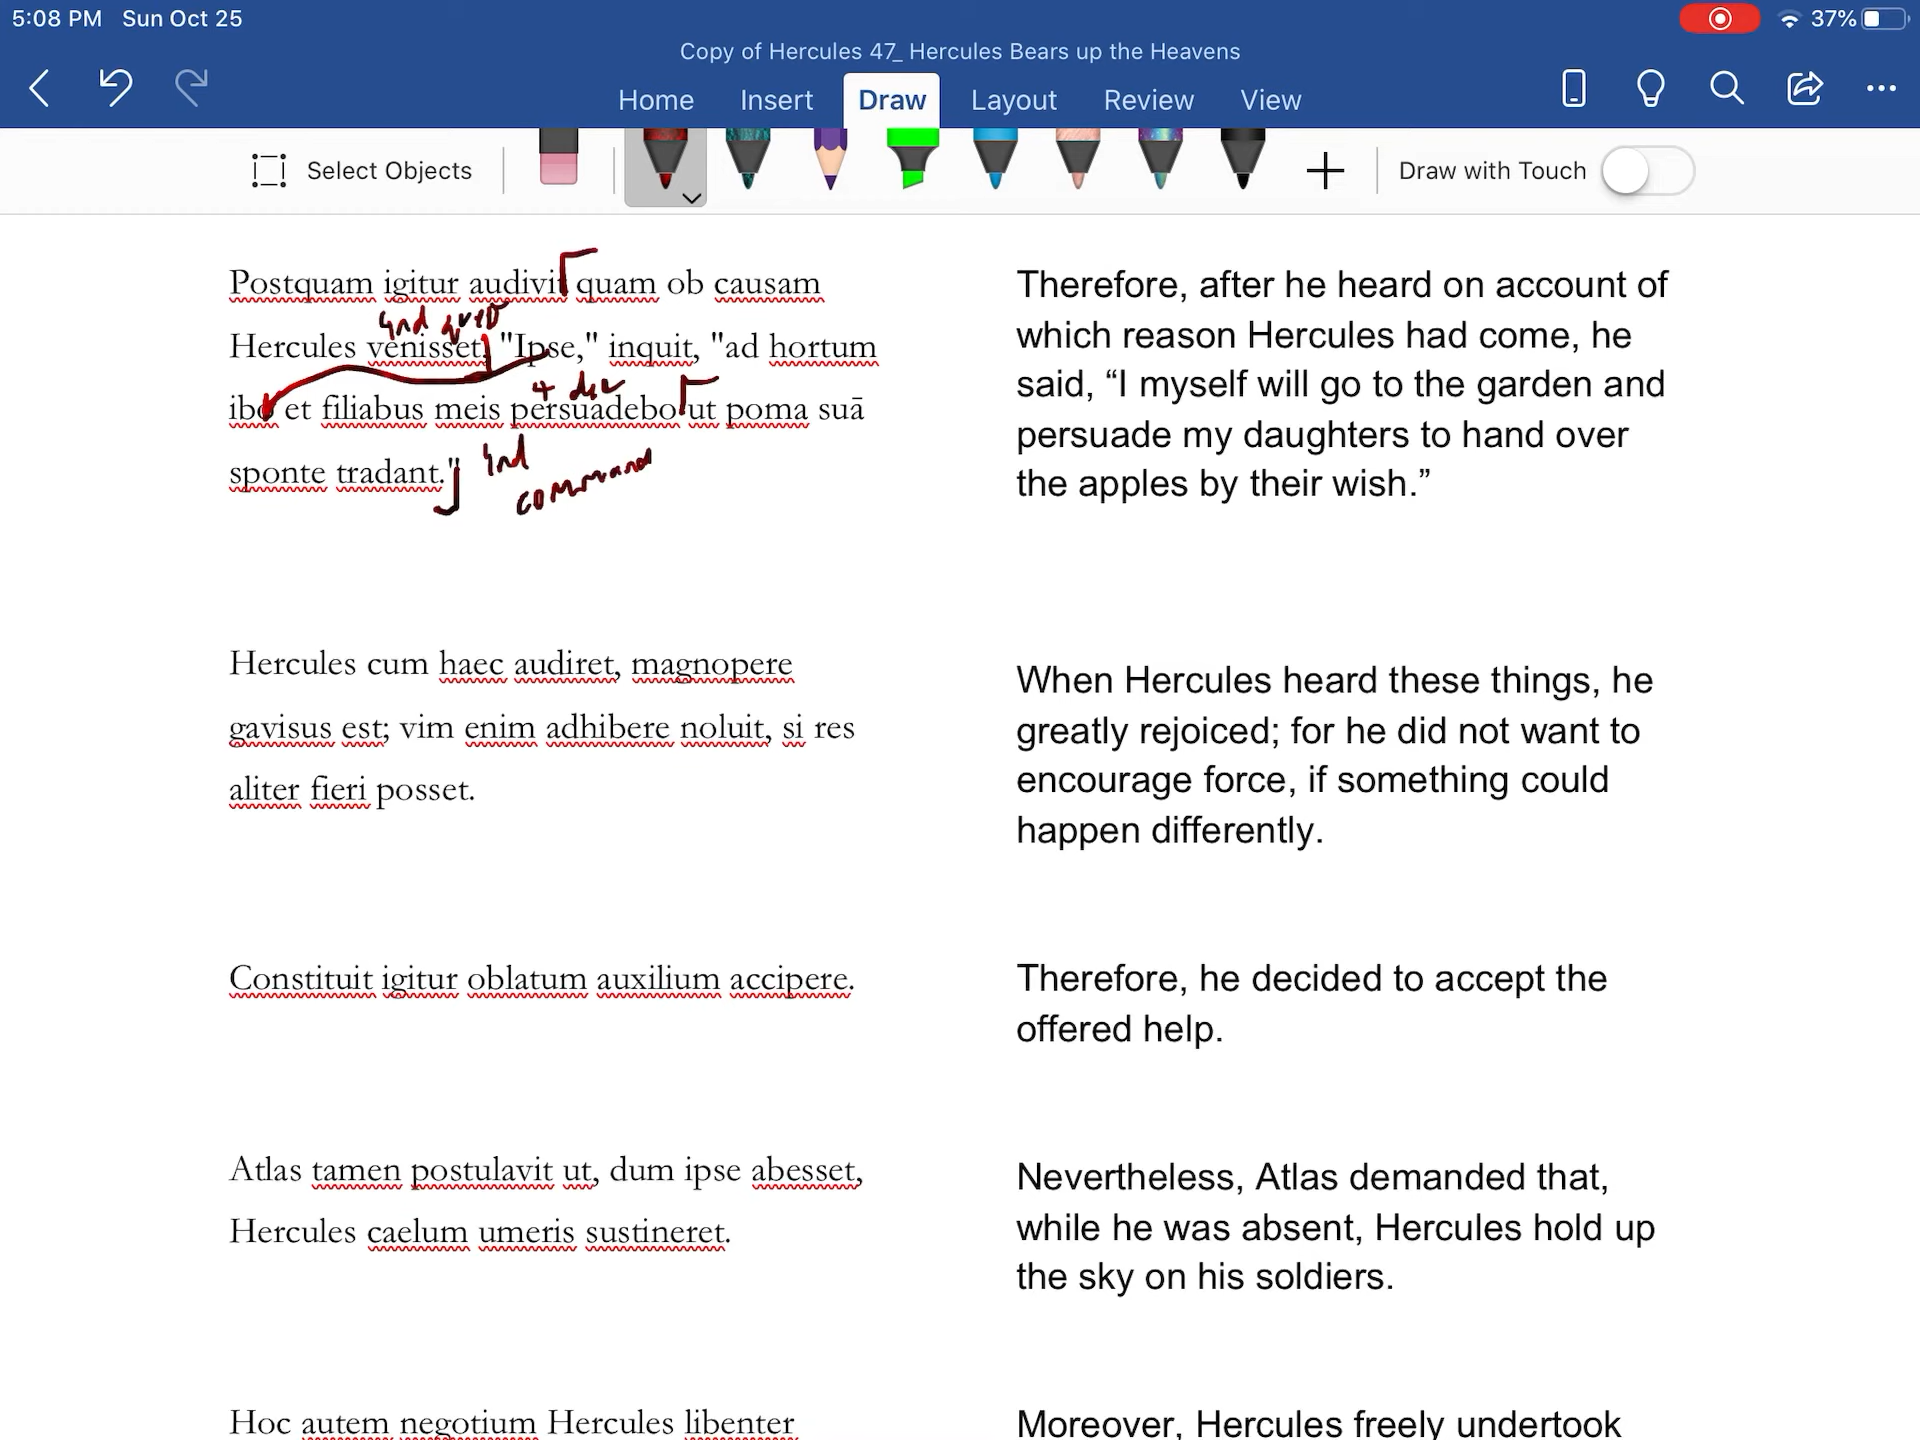 5:08 PM Sun Oct 25
37%
Copy of Hercules 47_ Hercules Bears up the Heavens
Home Insert Draw Layout Review View
Select Objects
Draw with Touch
Postquam igitur audivit quam ob causam
ind ques
Hercules venisset, "Ipse," inquit, "ad hortum
+ dat
ibo et filiabus meis persuadebo ut poma suā
sponte tradant."
ind
command
Therefore, after he heard on account of
which reason Hercules had come, he
said, “I myself will go to the garden and
persuade my daughters to hand over
the apples by their wish.”
Hercules cum haec audiret, magnopere
gavisus est; vim enim adhibere noluit, si res
aliter fieri posset.
When Hercules heard these things, he
greatly rejoiced; for he did not want to
encourage force, if something could
happen differently.
Constituit igitur oblatum auxilium accipere.
Therefore, he decided to accept the
offered help.
Atlas tamen postulavit ut, dum ipse abesset,
Hercules caelum umeris sustineret.
Nevertheless, Atlas demanded that,
while he was absent, Hercules hold up
the sky on his soldiers.
Hoc autem negotium Hercules libenter
Moreover, Hercules freely undertook